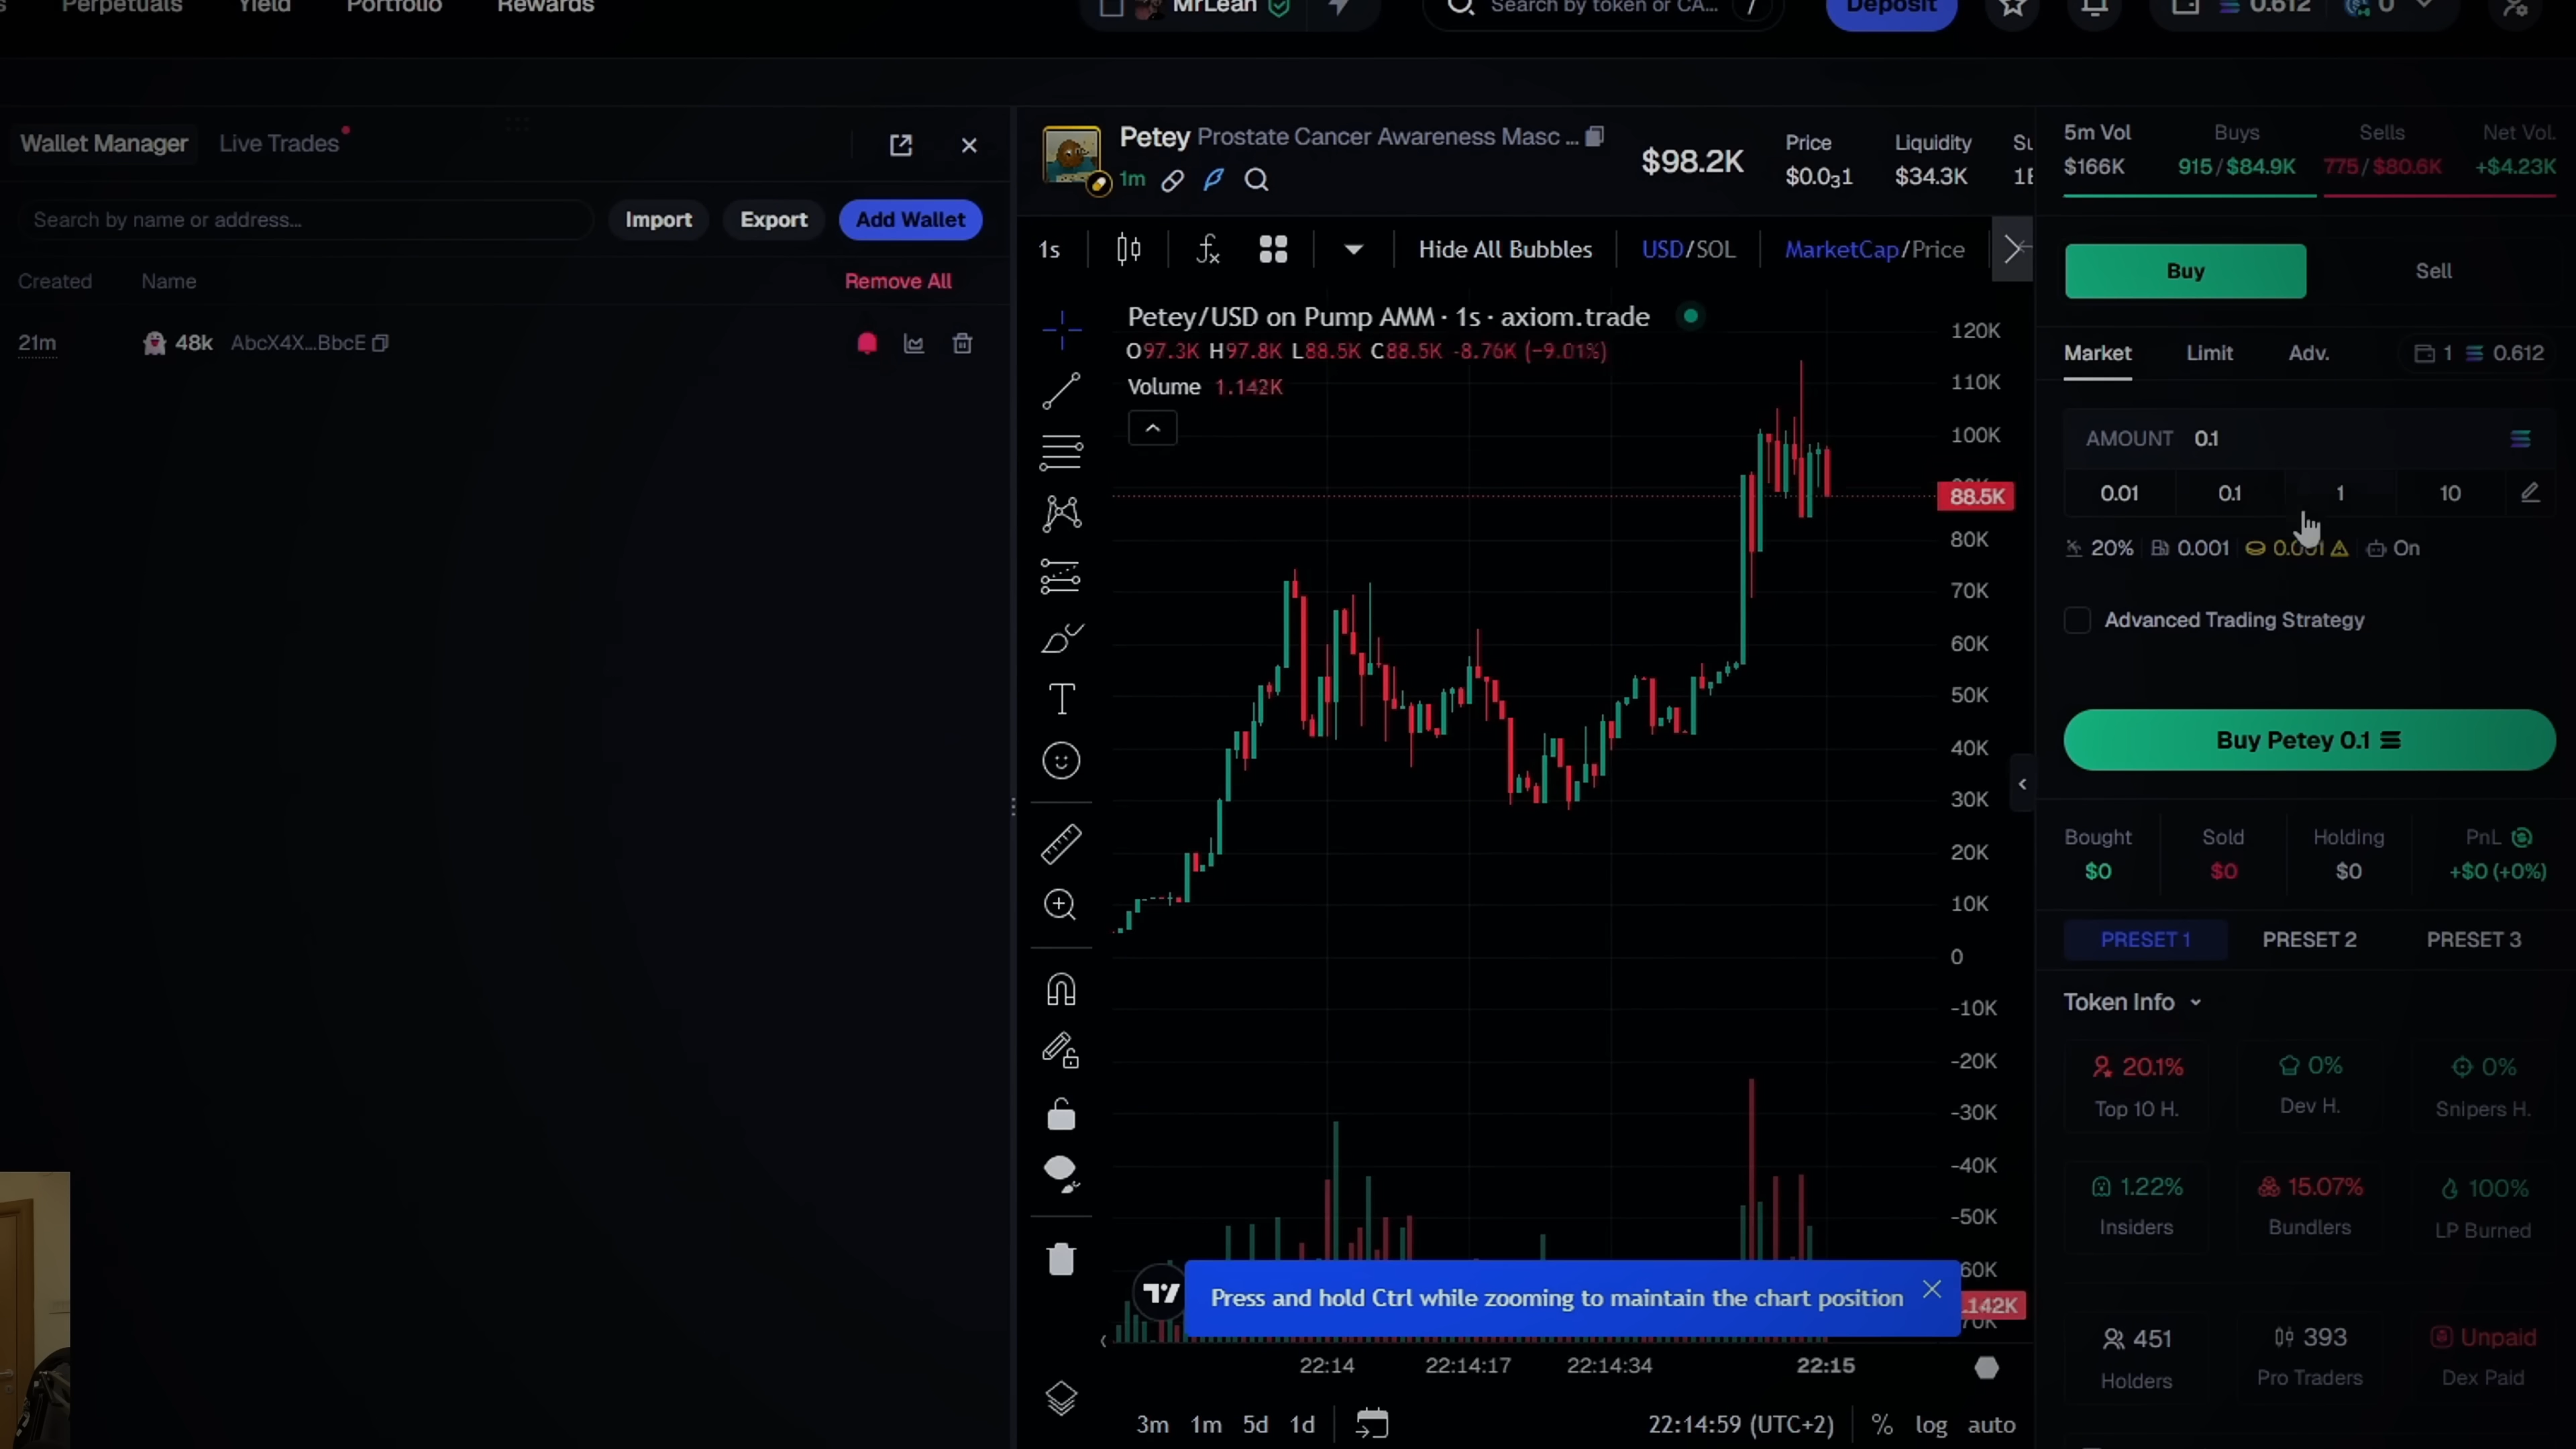 Perpetuals Yield Portfolio Rewards MrLean Search by token or CA... / Deposit 0.612 0
Wallet Manager Live Trades
Search by name or address... Import Export Add Wallet
Created Name Remove All
21m 48k AbcX4X...BbcE
Petey Prostate Cancer Awareness Masc ...
1m
$98.2K
Price Liquidity
$0.0₃1 $34.3K
1s Hide All Bubbles USD/SOL MarketCap/Price
Petey/USD on Pump AMM · 1s · axiom.trade
O97.3K H97.8K L88.5K C88.5K -8.76K (-9.01%)
Volume 1.142K
120K
110K
100K
88.5K
80K
70K
60K
50K
40K
30K
20K
10K
0
-10K
-20K
-30K
-40K
-50K
60K
.142K
Press and hold Ctrl while zooming to maintain the chart position
22:14 22:14:17 22:14:34 22:15
3m 1m 5d 1d 22:14:59 (UTC+2) % log auto
5m Vol Buys Sells Net Vol.
$166K 915/$84.9K 775/$80.6K +$4.23K
Buy Sell
Market Limit Adv. 1 0.612
AMOUNT 0.1
0.01 0.1 1 10
20% 0.001 0.001 On
Advanced Trading Strategy
Buy Petey 0.1
Bought Sold Holding PnL
$0 $0 $0 +$0 (+0%)
PRESET 1 PRESET 2 PRESET 3
Token Info
20.1% 0% 0%
Top 10 H. Dev H. Snipers H.
1.22% 15.07% 100%
Insiders Bundlers LP Burned
451 393 Unpaid
Holders Pro Traders Dex Paid